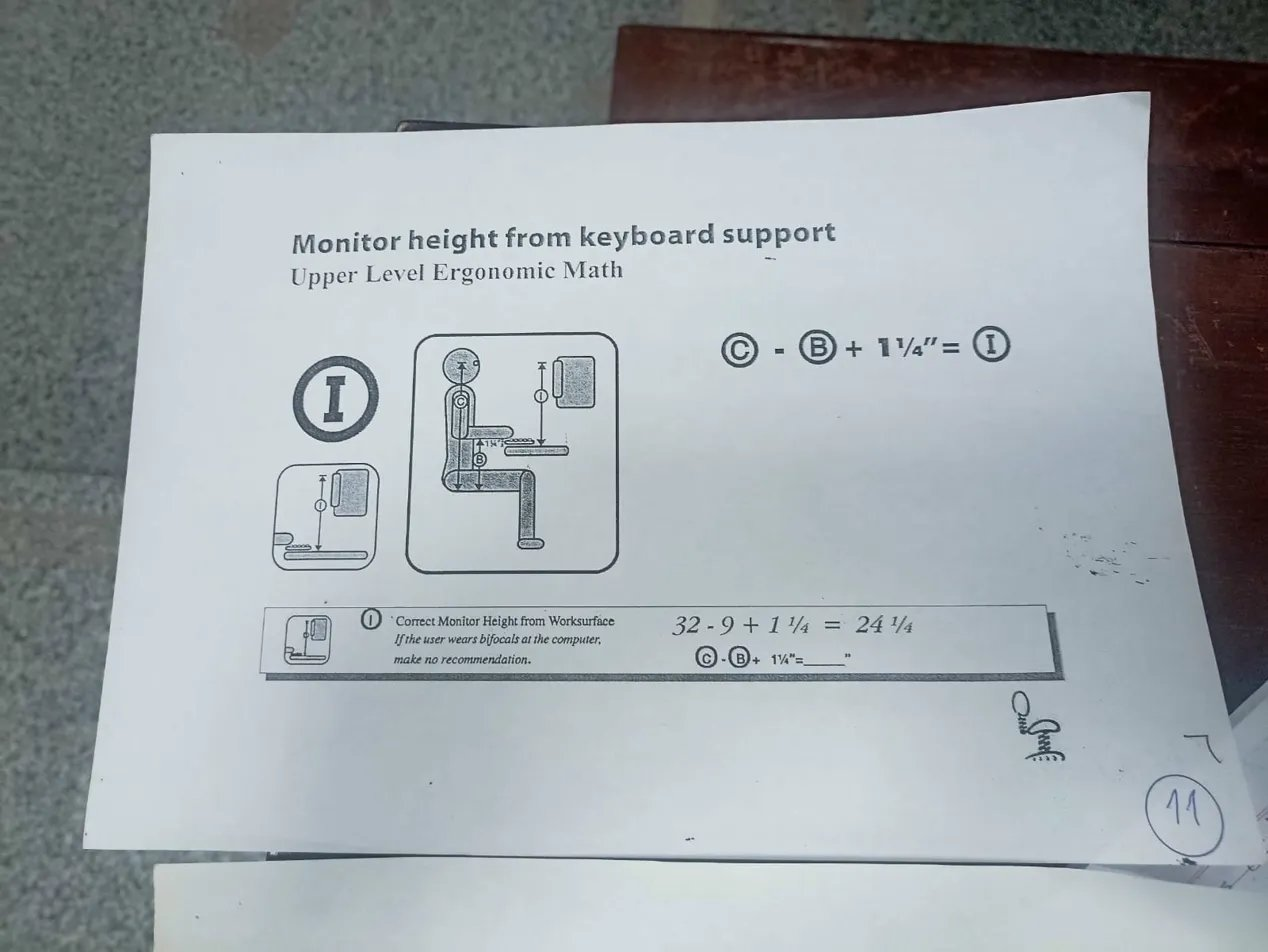 Monitor height from keyboard support
Upper Level Ergonomic Math
Ⓒ - Ⓑ + 1¼" = Ⓘ
I
C
I
1¼"
B
I
Ⓘ Correct Monitor Height from Worksurface
If the user wears bifocals at the computer,
make no recommendation.
32 - 9 + 1 ¼ = 24 ¼
Ⓒ - Ⓑ + 1¼"=_____"
11